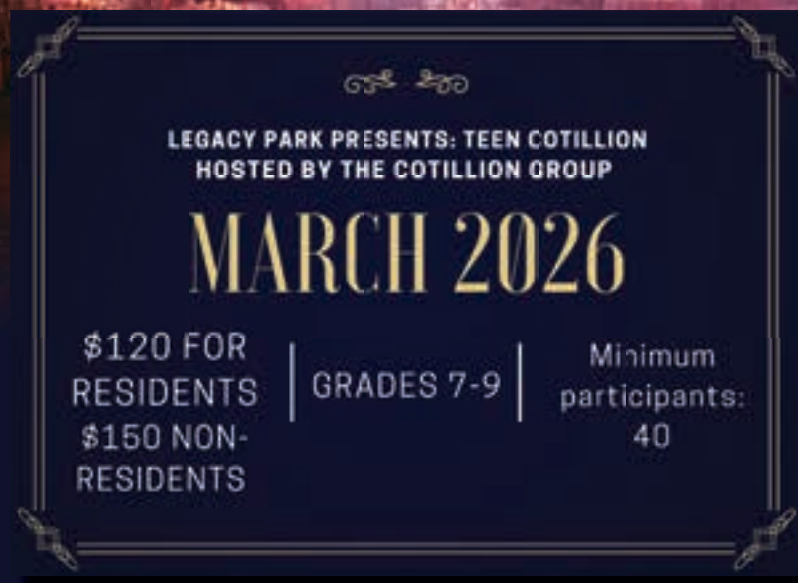 LEGACY PARK PRESENTS: TEEN COTILLION
HOSTED BY THE COTILLION GROUP
MARCH 2026
$120 FOR
RESIDENTS
$150 NON-
RESIDENTS
GRADES 7-9
Minimum
participants:
40